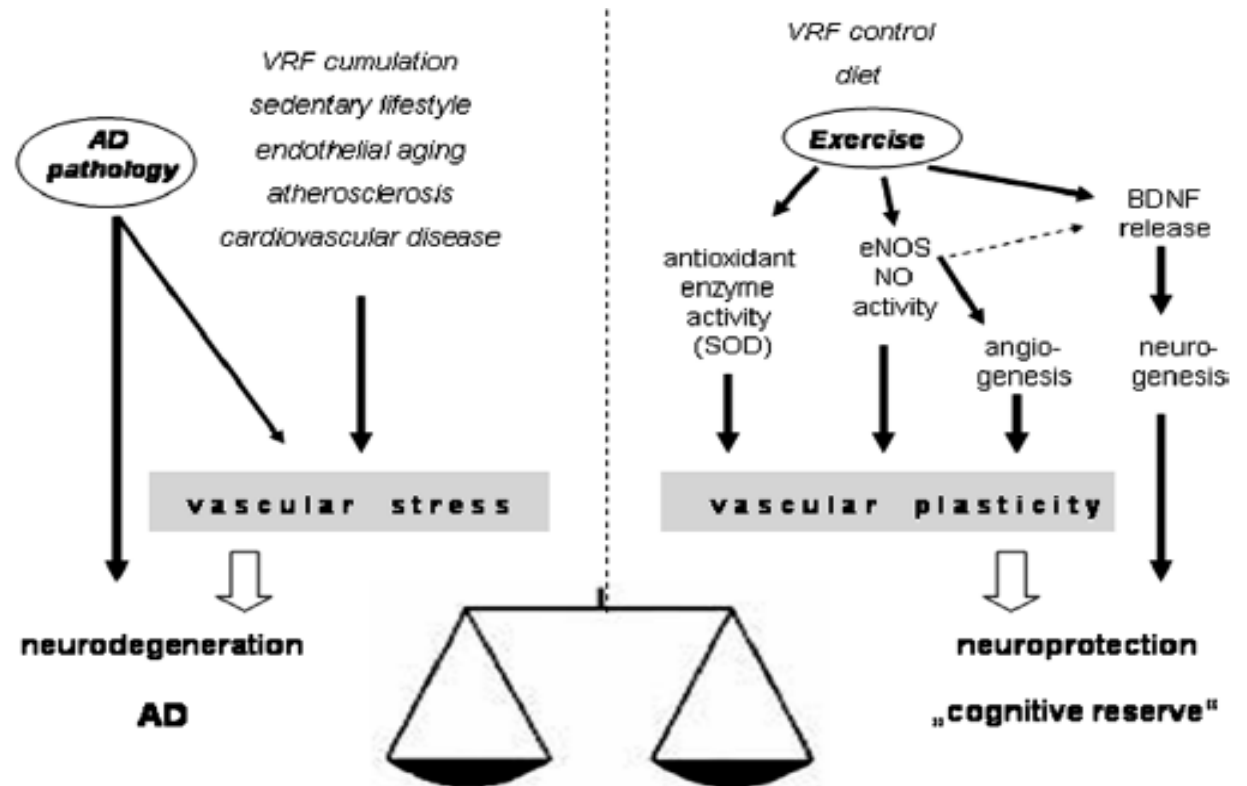 VRF cumulation
sedentary lifestyle
endothelial aging
atherosclerosis
cardiovascular disease
AD
pathology
vascular stress
neurodegeneration
AD
VRF control
diet
Exercise
antioxidant
enzyme
activity
(SOD)
eNOS
NO
activity
BDNF
release
angio-
genesis
neuro-
genesis
vascular plasticity
neuroprotection
„cognitive reserve“